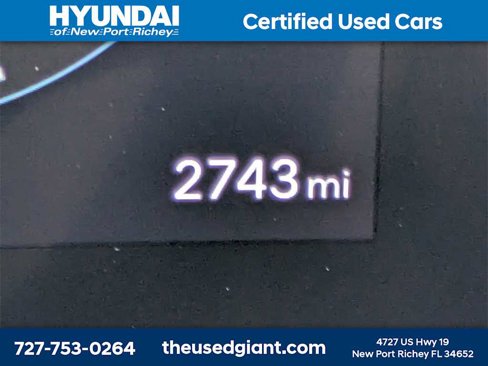 HYUNDAI
of New Port Richey
Certified Used Cars
2743 mi
727-753-0264
theusedgiant.com
4727 US Hwy 19
New Port Richey FL 34652